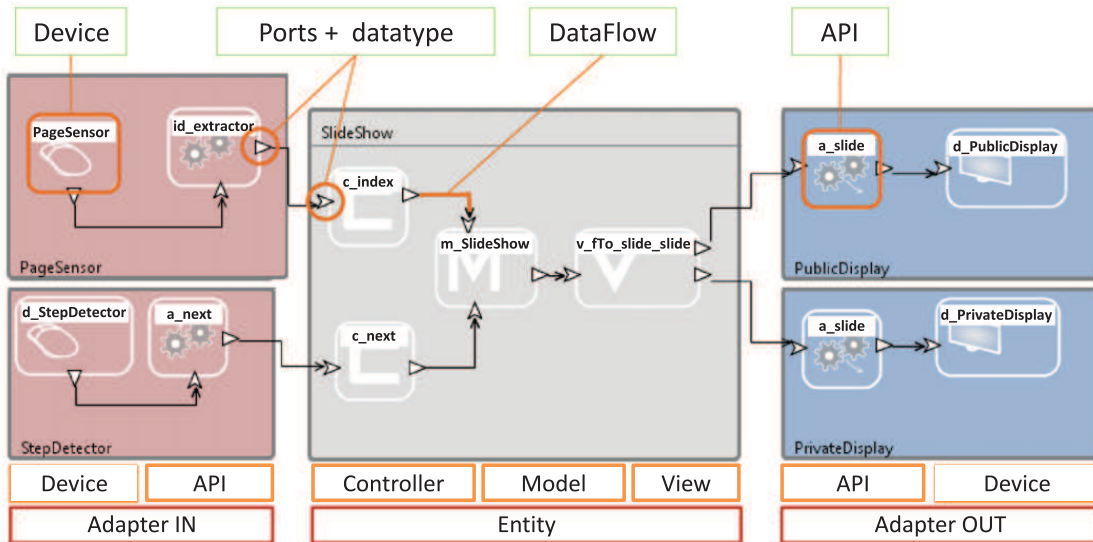 Device
Ports + datatype
DataFlow
API
PageSensor
id_extractor
PageSensor
SlideShow
c_index
m_SlideShow
M
v_fTo_slide_slide
V
c_next
a_slide
d_PublicDisplay
PublicDisplay
d_StepDetector
a_next
StepDetector
a_slide
d_PrivateDisplay
PrivateDisplay
Device
API
Controller
Model
View
API
Device
Adapter IN
Entity
Adapter OUT